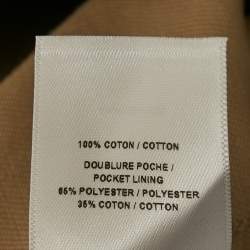 100% COTON / COTTON
DOUBLURE POCHE /
POCKET LINING
65% POLYESTER / POLYESTER
35% COTON / COTTON